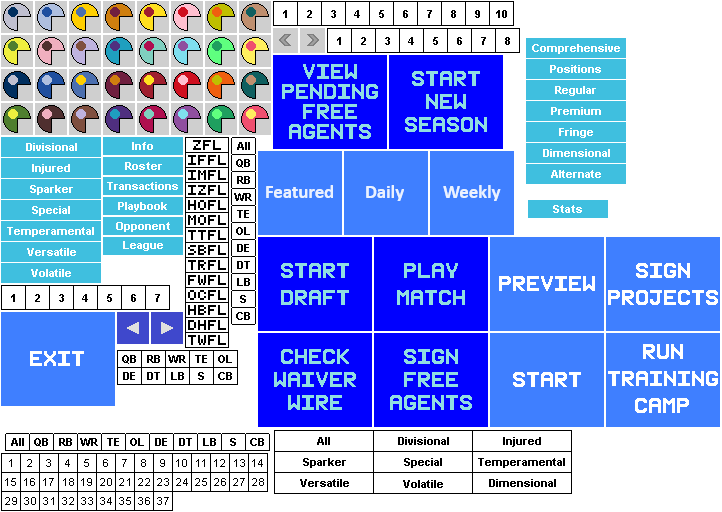 1 2 3 4 5 6 7 8 9 10
1 2 3 4 5 6 7 8
VIEW
PENDING
FREE
AGENTS
START
NEW
SEASON
Comprehensive
Positions
Regular
Premium
Fringe
Dimensional
Alternate
Stats
Divisional
Injured
Sparker
Special
Temperamental
Versatile
Volatile
Info
Roster
Transactions
Playbook
Opponent
League
ZFL
IFFL
IMFL
IZFL
HOFL
MOFL
TTFL
SBFL
TRFL
FWFL
OCFL
HBFL
DHFL
TWFL
All
QB
RB
WR
TE
OL
DE
DT
LB
S
CB
Featured
Daily
Weekly
START
DRAFT
PLAY
MATCH
PREVIEW
SIGN
PROJECTS
1 2 3 4 5 6 7
EXIT
QB RB WR TE OL
DE DT LB S CB
CHECK
WAIVER
WIRE
SIGN
FREE
AGENTS
START
RUN
TRAINING
CAMP
All QB RB WR TE OL DE DT LB S CB
1 2 3 4 5 6 7 8 9 10 11 12 13 14
15 16 17 18 19 20 21 22 23 24 25 26 27 28
29 30 31 32 33 34 35 36 37
All Divisional Injured
Sparker Special Temperamental
Versatile Volatile Dimensional